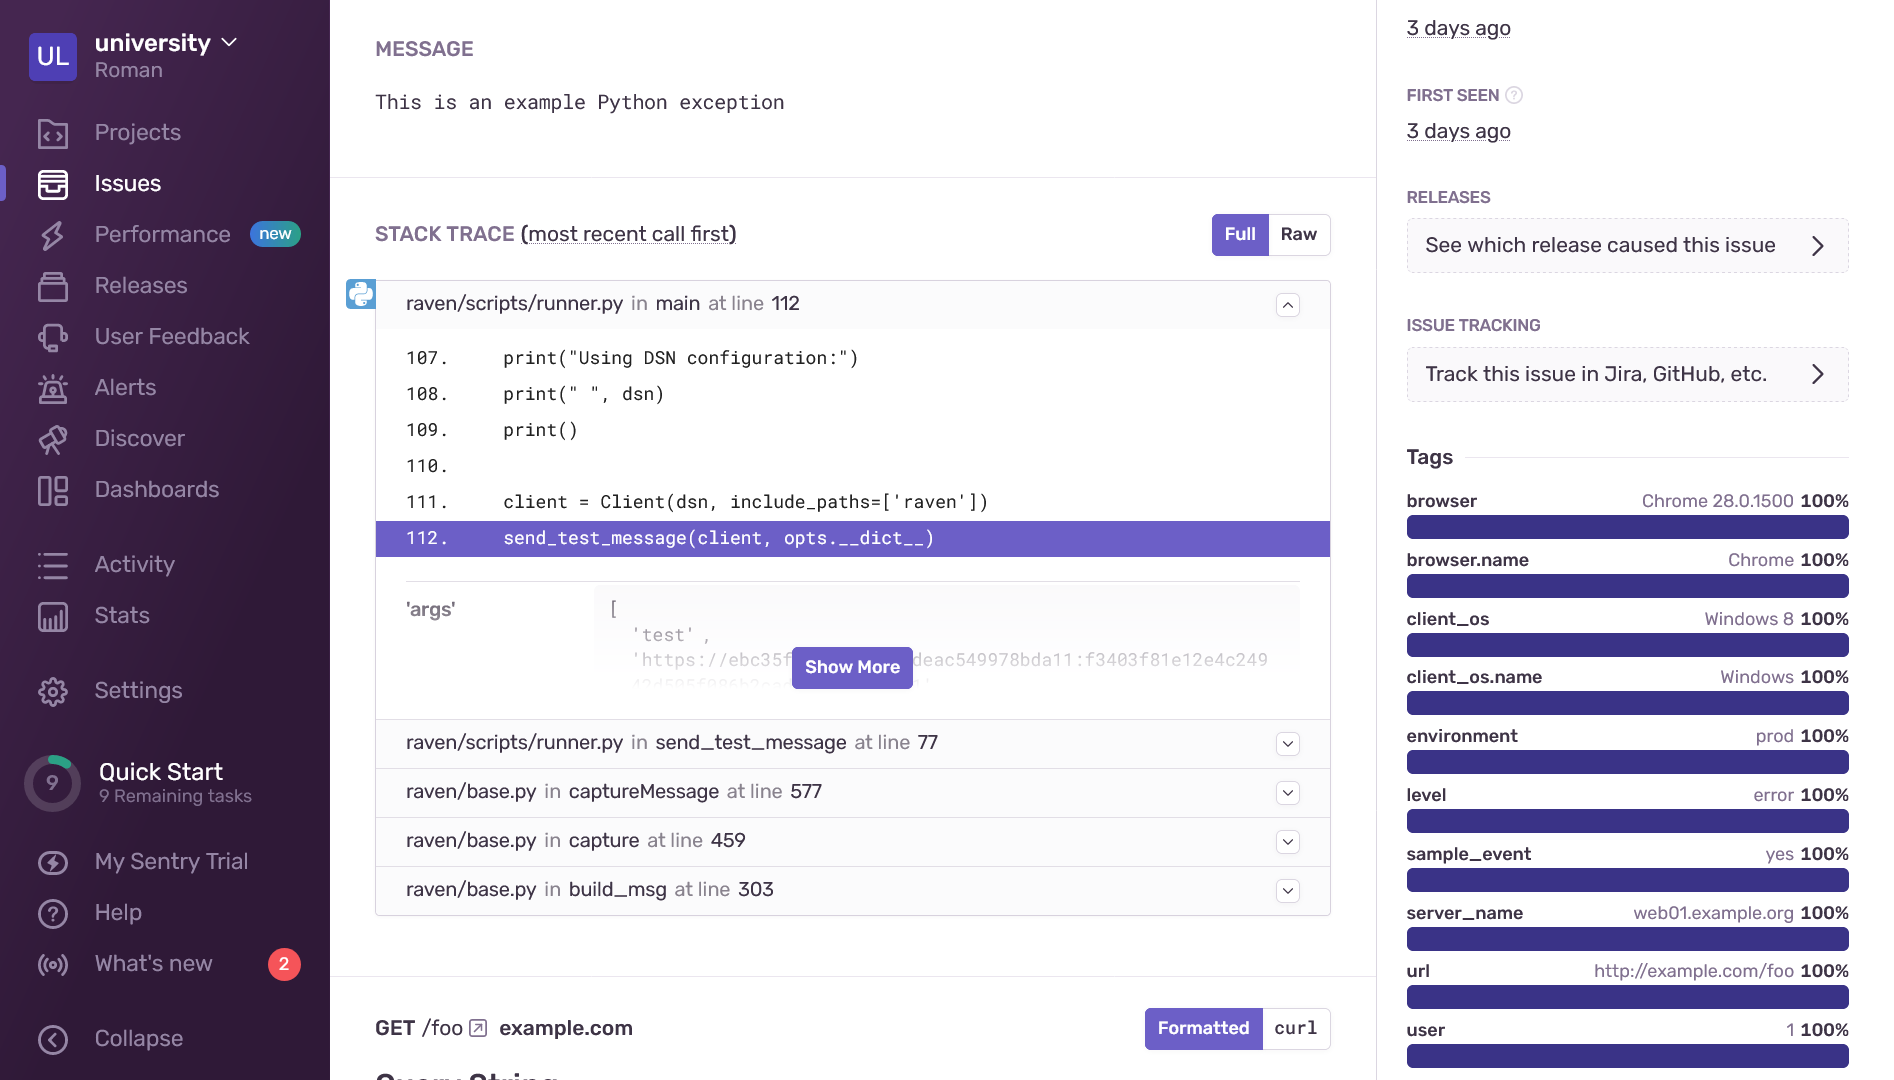 UL
university
Roman
Projects
Issues
Performance new
Releases
User Feedback
Alerts
Discover
Dashboards
Activity
Stats
Settings
9
Quick Start
9 Remaining tasks
My Sentry Trial
Help
What's new 2
Collapse
MESSAGE
This is an example Python exception
STACK TRACE (most recent call first)
Full Raw
raven/scripts/runner.py in main at line 112
107. print("Using DSN configuration:")
108. print(" ", dsn)
109. print()
110.
111. client = Client(dsn, include_paths=['raven'])
112. send_test_message(client, opts.__dict__)
'args'
[
'test',
'https://ebc35f deac549978bda11:f3403f81e12e4c249
Show More
raven/scripts/runner.py in send_test_message at line 77
raven/base.py in captureMessage at line 577
raven/base.py in capture at line 459
raven/base.py in build_msg at line 303
GET /foo example.com
Formatted curl
Query String
3 days ago
FIRST SEEN ?
3 days ago
RELEASES
See which release caused this issue
ISSUE TRACKING
Track this issue in Jira, GitHub, etc.
Tags
browser Chrome 28.0.1500 100%
browser.name Chrome 100%
client_os Windows 8 100%
client_os.name Windows 100%
environment prod 100%
level error 100%
sample_event yes 100%
server_name web01.example.org 100%
url http://example.com/foo 100%
user 1 100%